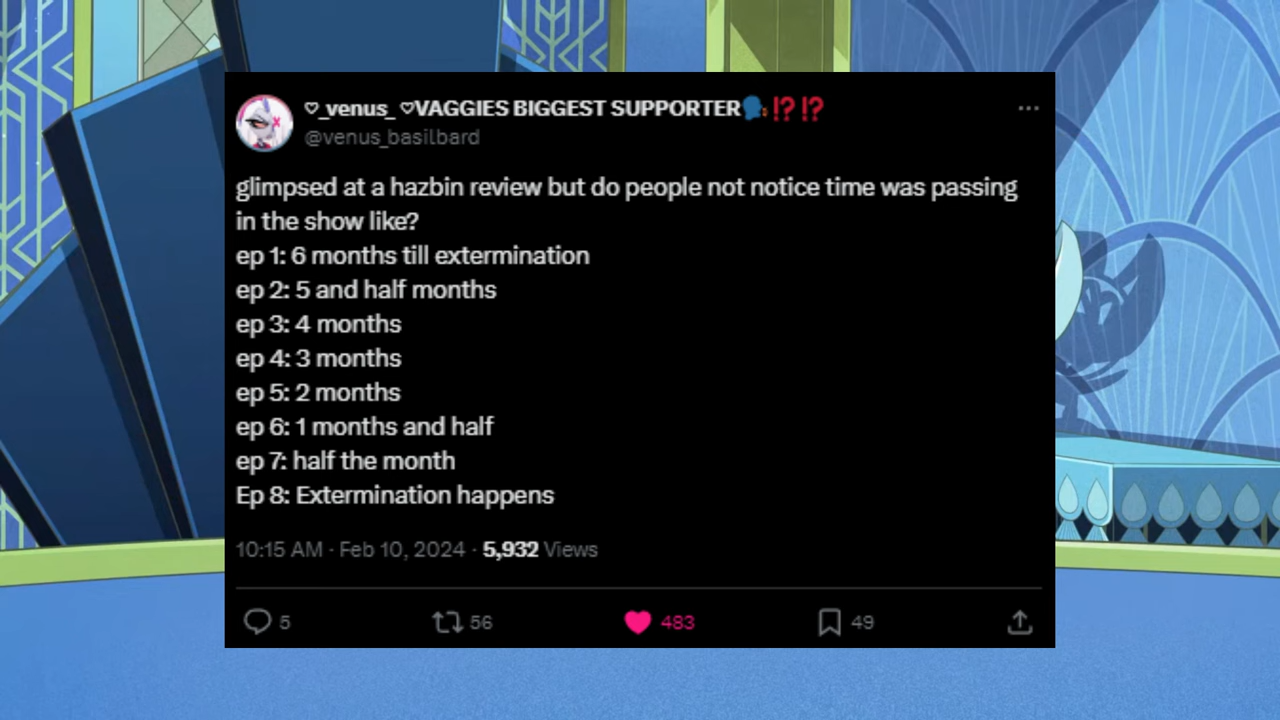 ♡_venus_ ♡VAGGIES BIGGEST SUPPORTER🗣️⁉️⁉️
@venus_basilbard
glimpsed at a hazbin review but do people not notice time was passing
in the show like?
ep 1: 6 months till extermination
ep 2: 5 and half months
ep 3: 4 months
ep 4: 3 months
ep 5: 2 months
ep 6: 1 months and half
ep 7: half the month
Ep 8: Extermination happens
10:15 AM · Feb 10, 2024 · 5,932 Views
5 56 483 49